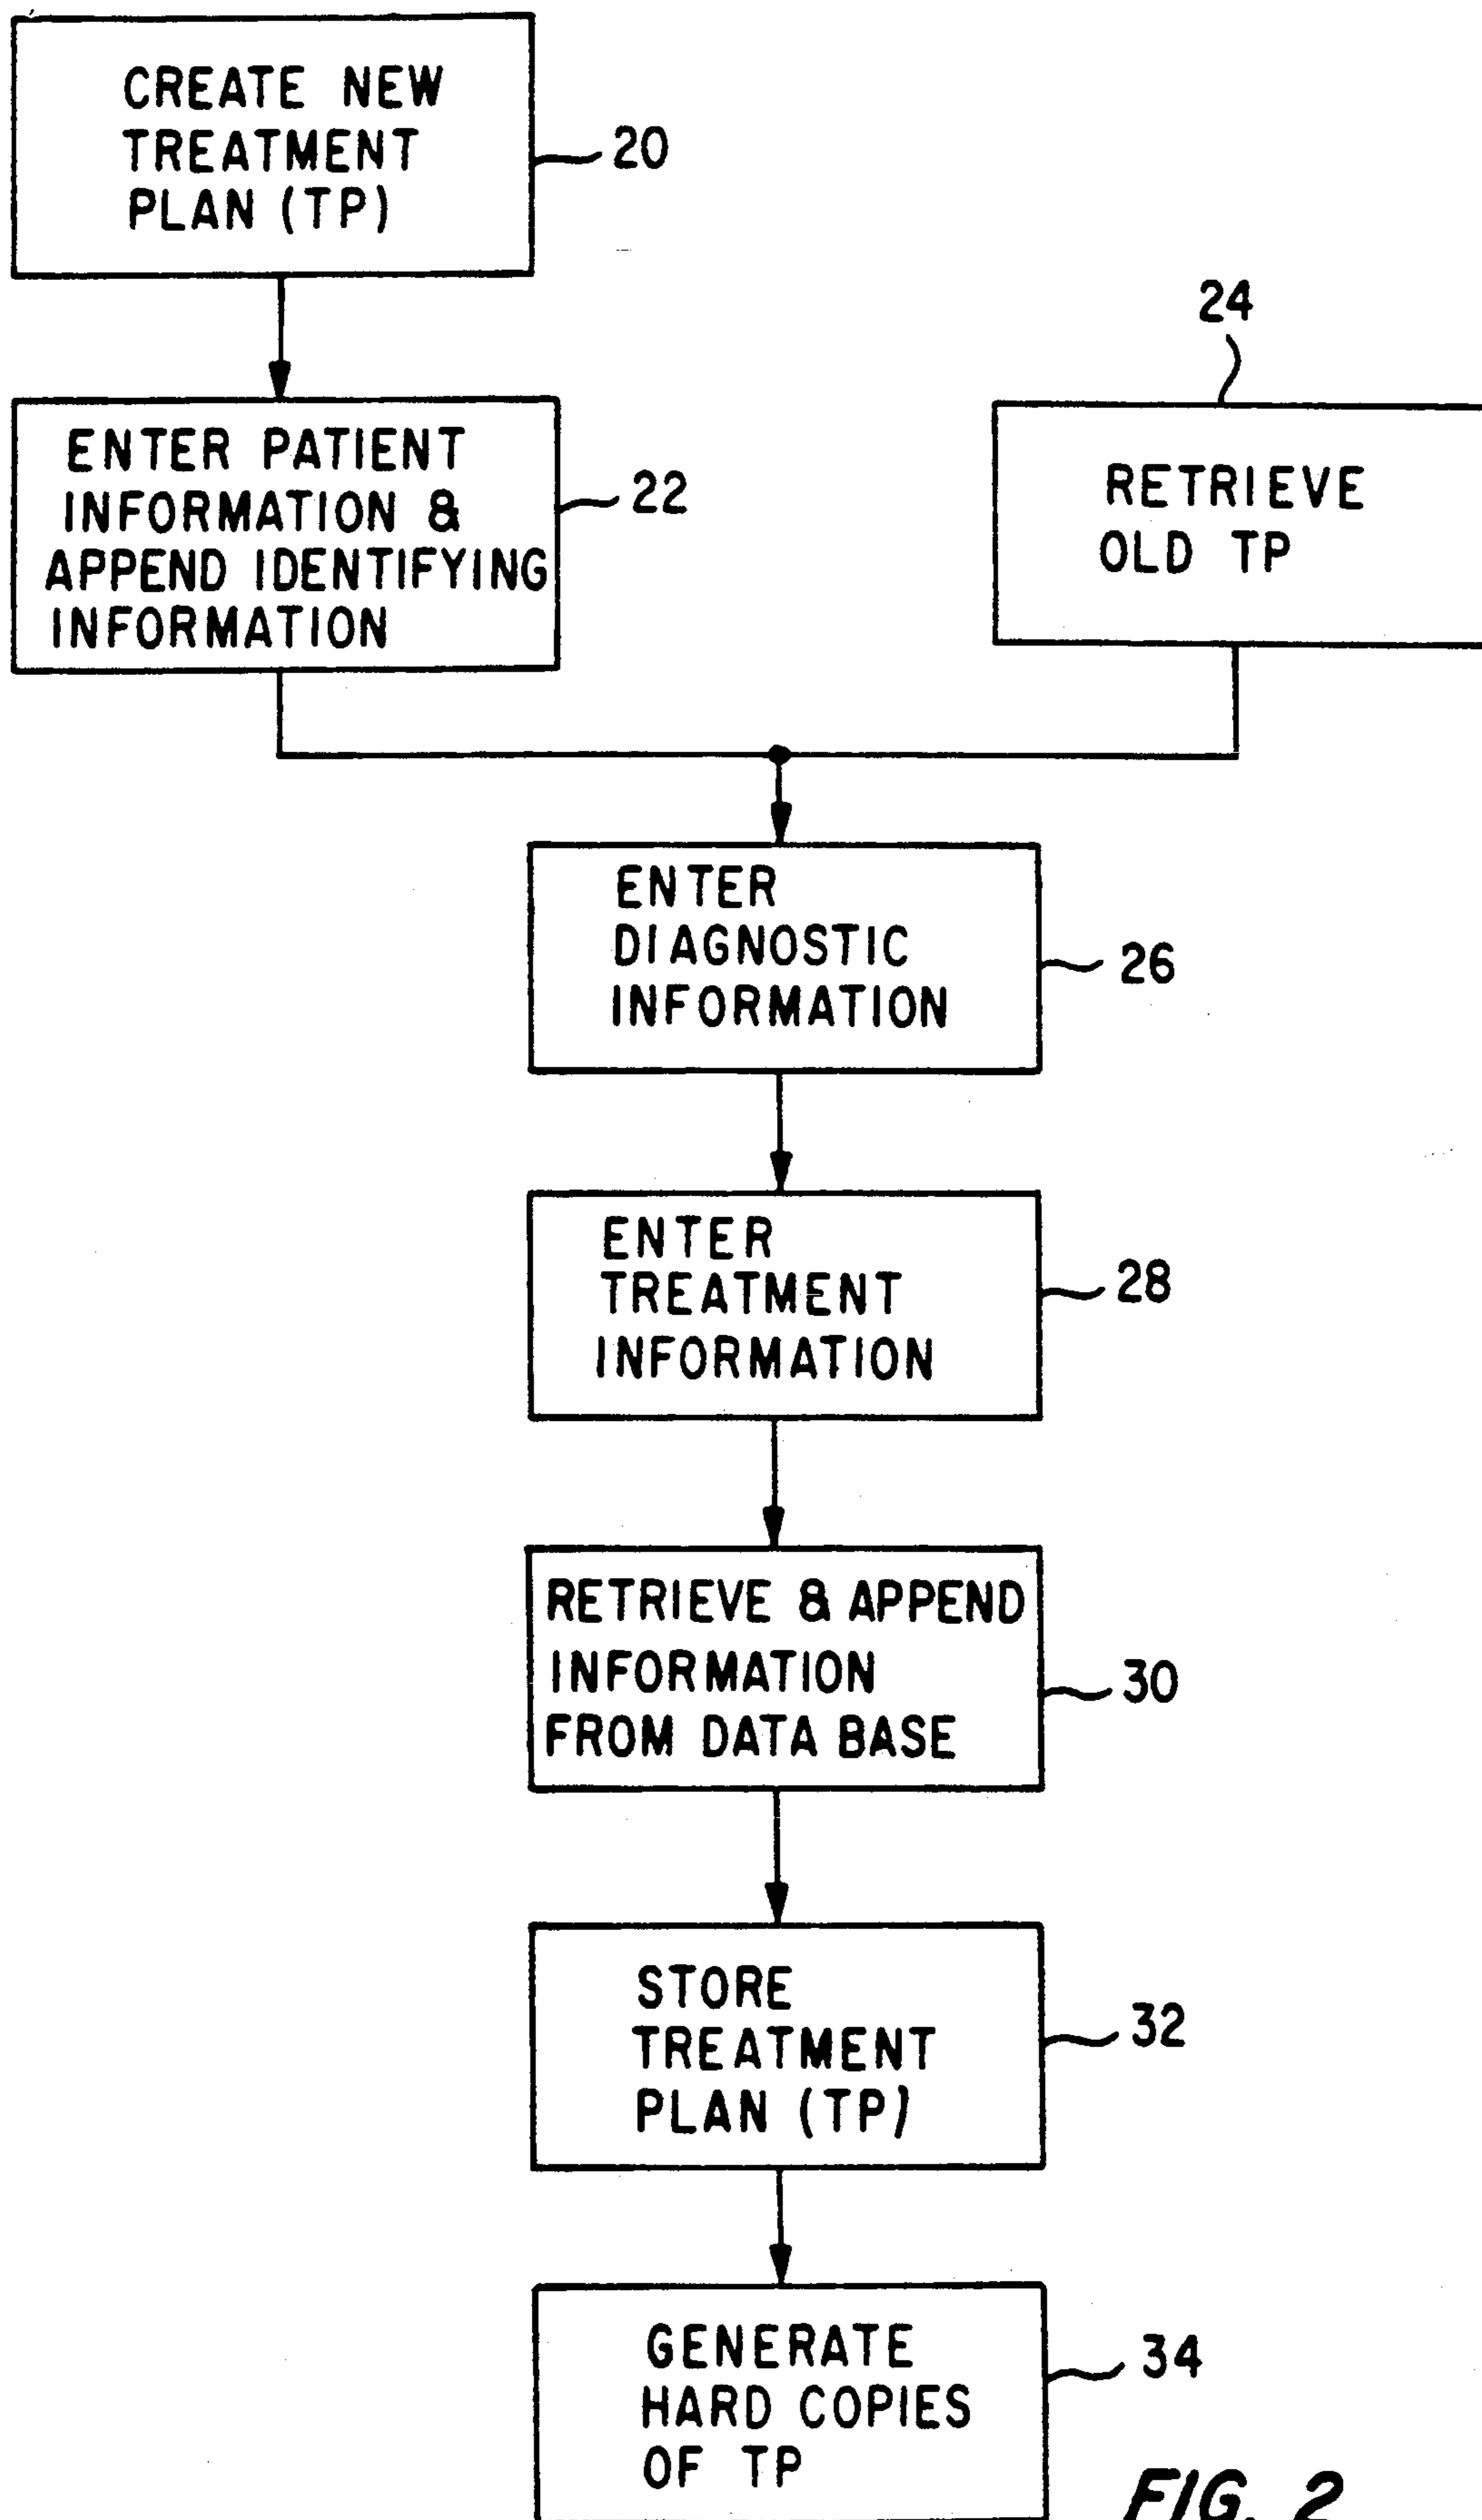 CREATE NEW
TREATMENT
PLAN (TP)
20
24
ENTER PATIENT
INFORMATION &
APPEND IDENTIFYING
INFORMATION
22
RETRIEVE
OLD TP
ENTER
DIAGNOSTIC
INFORMATION
26
ENTER
TREATMENT
INFORMATION
28
RETRIEVE & APPEND
INFORMATION
FROM DATA BASE
30
STORE
TREATMENT
PLAN (TP)
32
GENERATE
HARD COPIES
OF TP
34
FIG. 2